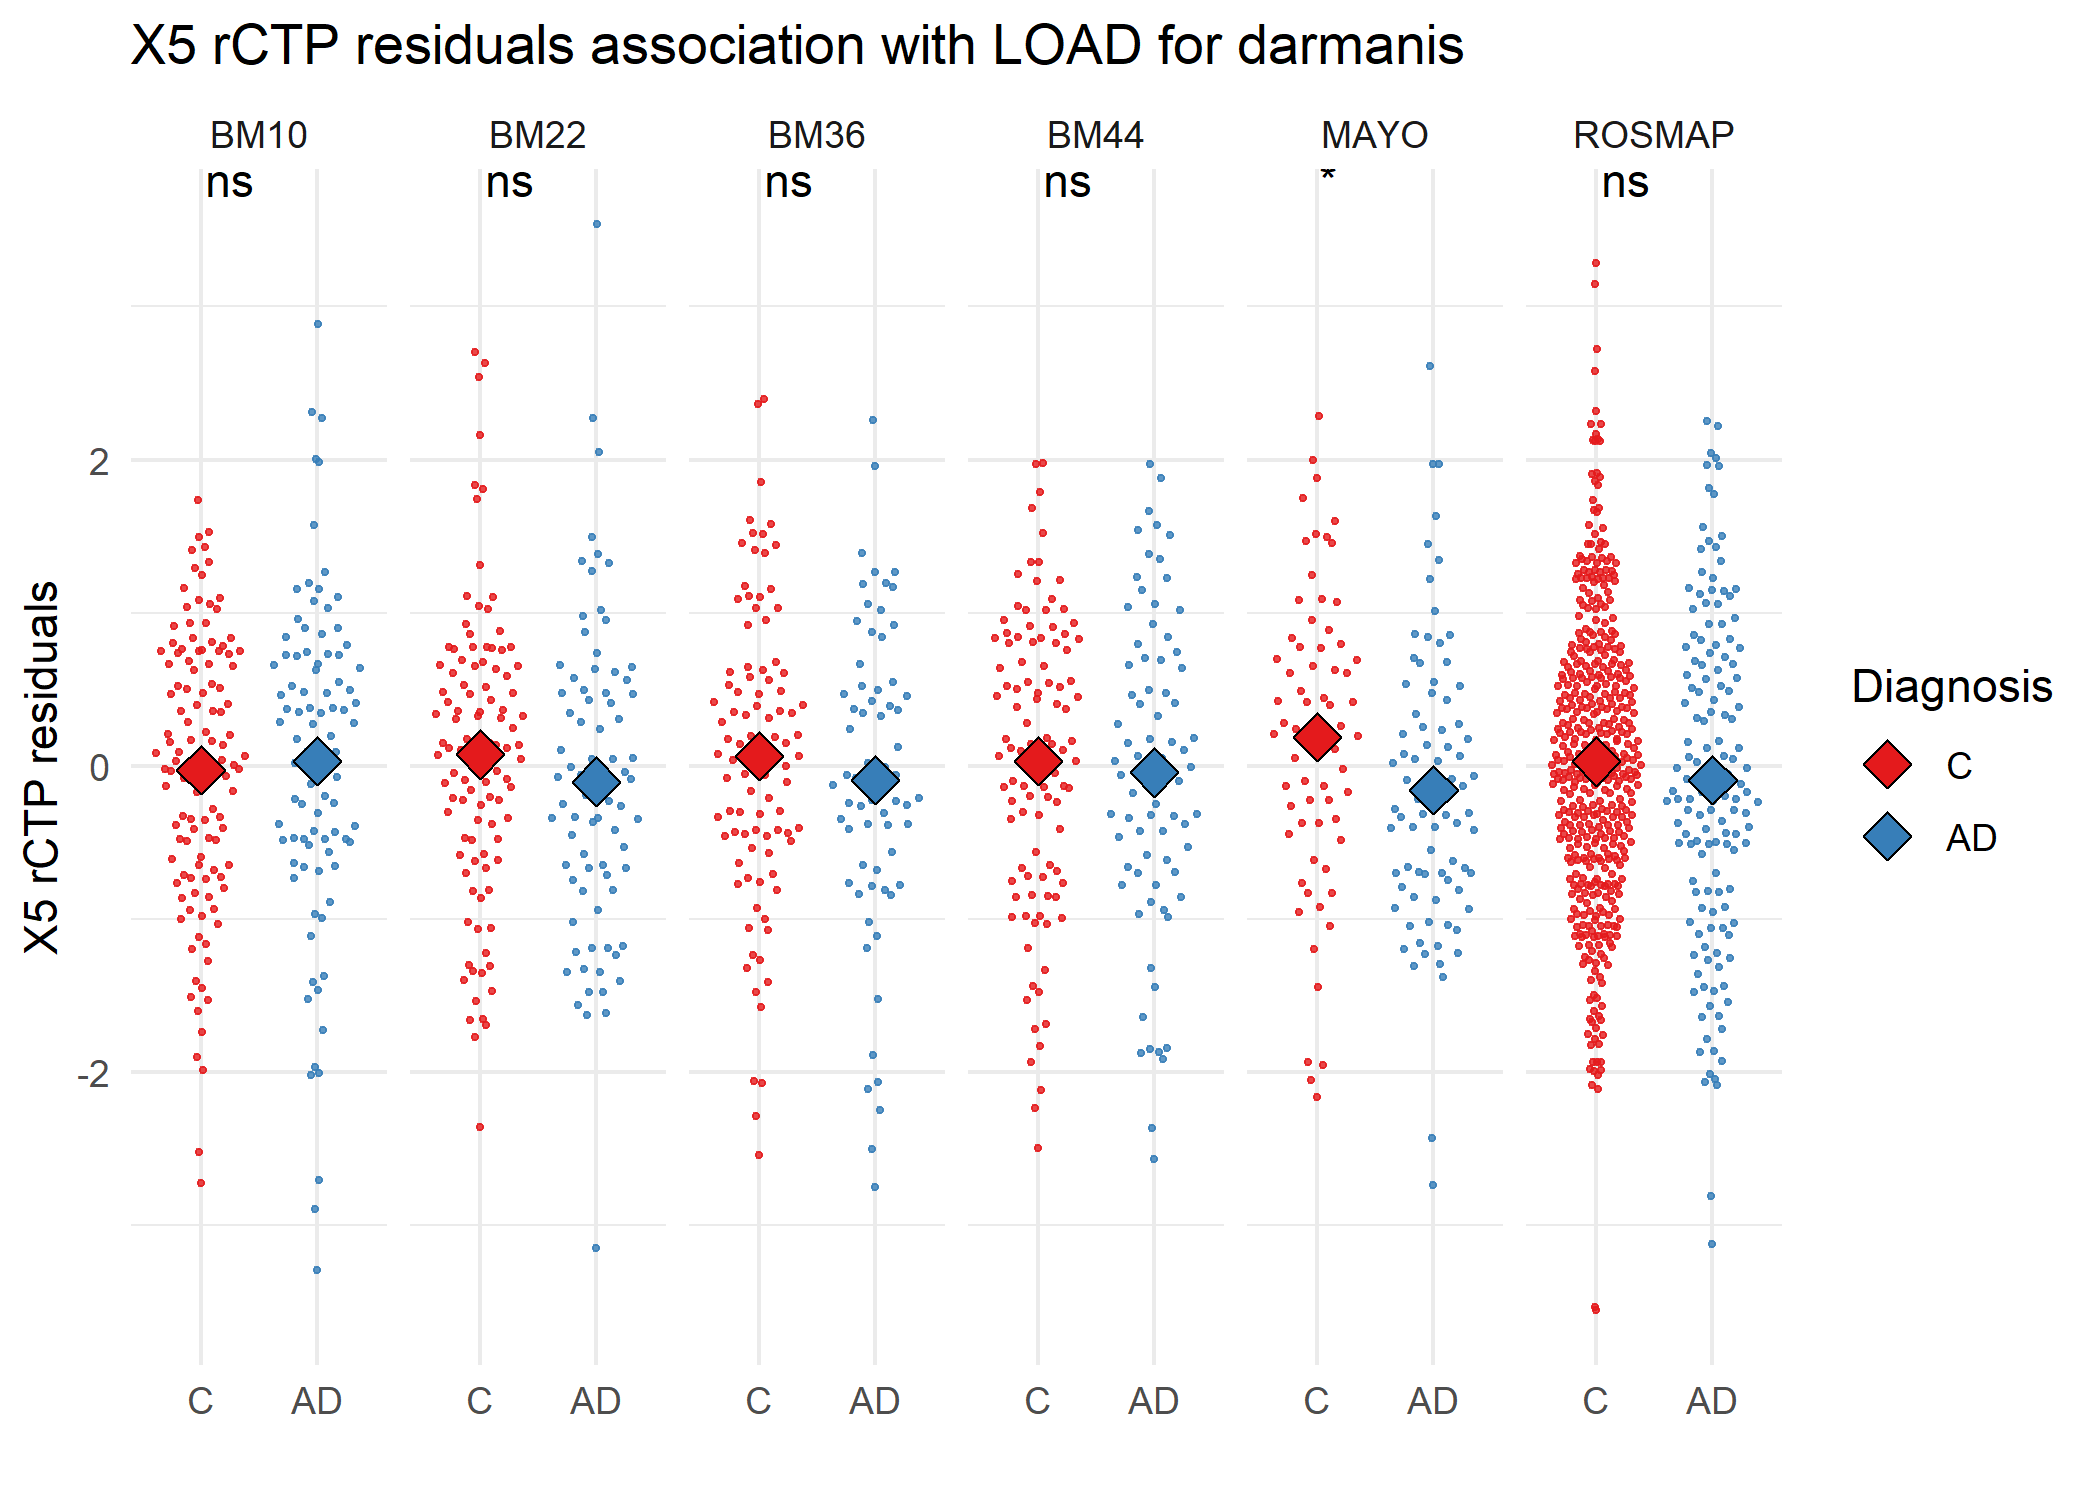 X5 rCTP residuals association with LOAD for darmanis
BM10 BM22 BM36 BM44 MAYO ROSMAP
ns ns ns ns * ns
X5 rCTP residuals
2
0
-2
C AD C AD C AD C AD C AD C AD
Diagnosis
C
AD